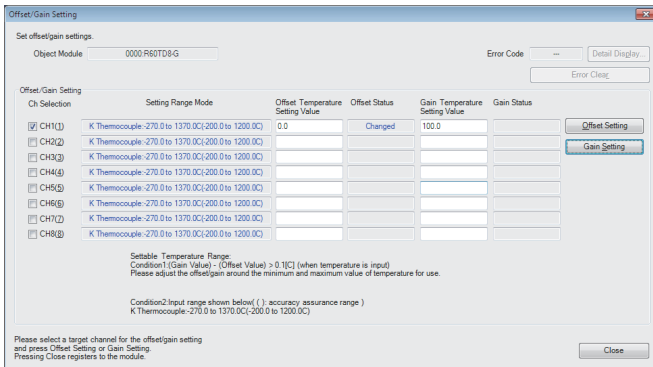 Offset/Gain Setting
Set offset/gain settings.
Object Module 0000:R60TD8-G Error Code --- Detail Display...
Error Clear
Offset/Gain Setting
Ch Selection Setting Range Mode Offset Temperature Setting Value Offset Status Gain Temperature Setting Value Gain Status
CH1(1) K Thermocouple:-270.0 to 1370.0C(-200.0 to 1200.0C) 0.0 Changed 100.0 Offset Setting
CH2(2) K Thermocouple:-270.0 to 1370.0C(-200.0 to 1200.0C) Gain Setting
CH3(3) K Thermocouple:-270.0 to 1370.0C(-200.0 to 1200.0C)
CH4(4) K Thermocouple:-270.0 to 1370.0C(-200.0 to 1200.0C)
CH5(5) K Thermocouple:-270.0 to 1370.0C(-200.0 to 1200.0C)
CH6(6) K Thermocouple:-270.0 to 1370.0C(-200.0 to 1200.0C)
CH7(7) K Thermocouple:-270.0 to 1370.0C(-200.0 to 1200.0C)
CH8(8) K Thermocouple:-270.0 to 1370.0C(-200.0 to 1200.0C)
Settable Temperature Range:
Condition1:(Gain Value) - (Offset Value) > 0.1[C] (when temperature is input)
Please adjust the offset/gain around the minimum and maximum value of temperature for use.
Condition2:Input range shown below( ( ): accuracy assurance range )
K Thermocouple:-270.0 to 1370.0C(-200.0 to 1200.0C)
Please select a target channel for the offset/gain setting
and press Offset Setting or Gain Setting.
Pressing Close registers to the module.
Close